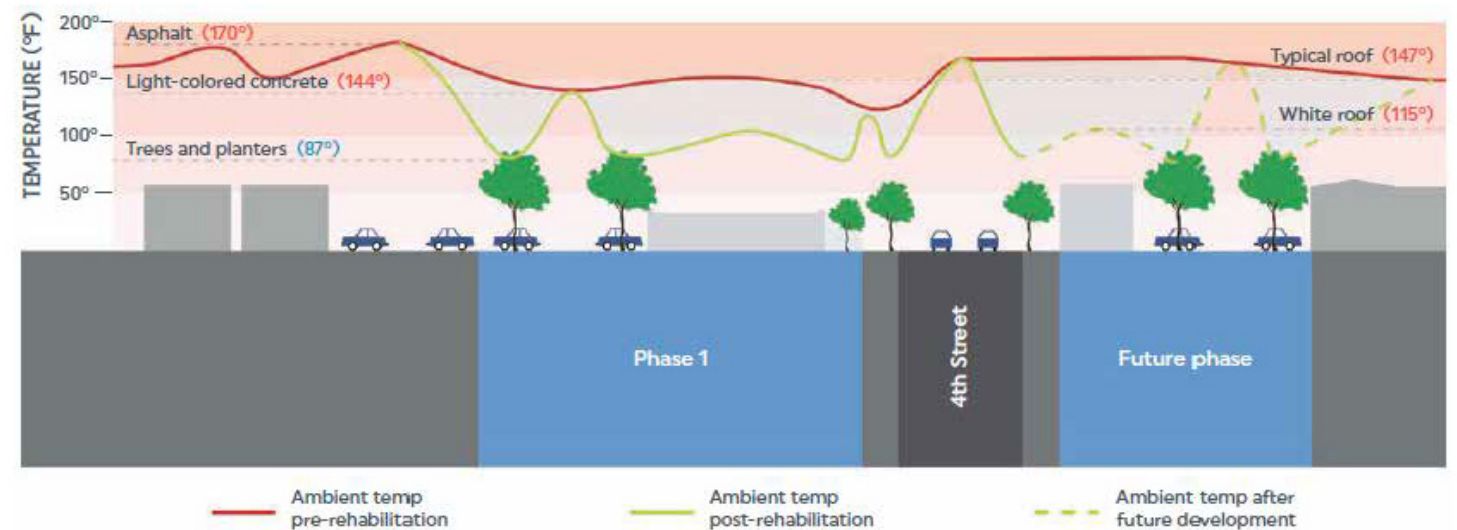 TEMPERATURE (°F)
200°
150°
100°
50°
Asphalt (170°)
Light-colored concrete (144°)
Trees and planters (87°)
Typical roof (147°)
White roof (115°)
Phase 1
4th Street
Future phase
Ambient temp
pre-rehabilitation
Ambient temp
post-rehabilitation
Ambient temp after
future development